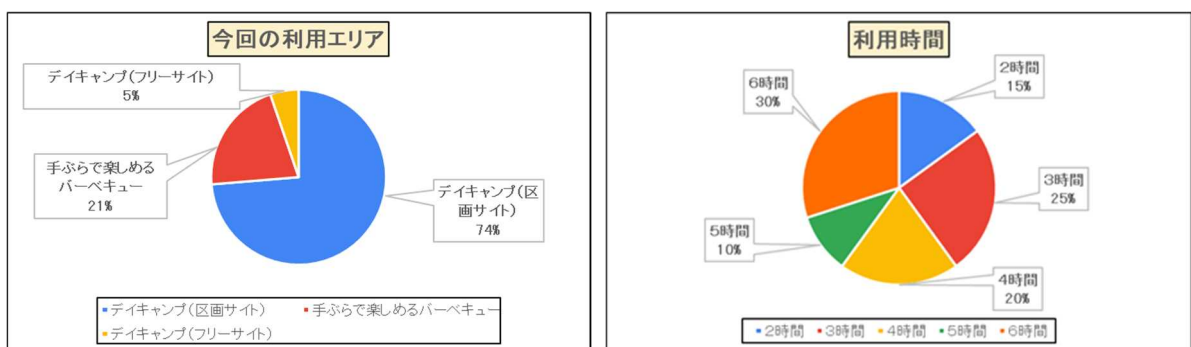 今回の利用エリア
デイキャンプ(フリーサイト)
5%
手ぶらで楽しめる
バーベキュー
21%
デイキャンプ(区
画サイト)
74%
デイキャンプ(区画サイト)
手ぶらで楽しめるバーベキュー
デイキャンプ(フリーサイト)
利用時間
2時間
15%
6時間
30%
3時間
25%
5時間
10%
4時間
20%
2時間 3時間 4時間 5時間 6時間